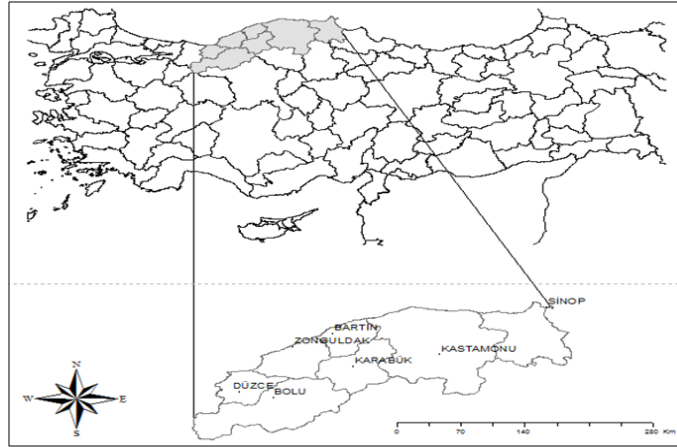 SİNOP
BARTIN
ZONGULDAK
KASTAMONU
KARABÜK
DÜZCE
BOLU
N
W E
S
0 70 140 280 Km